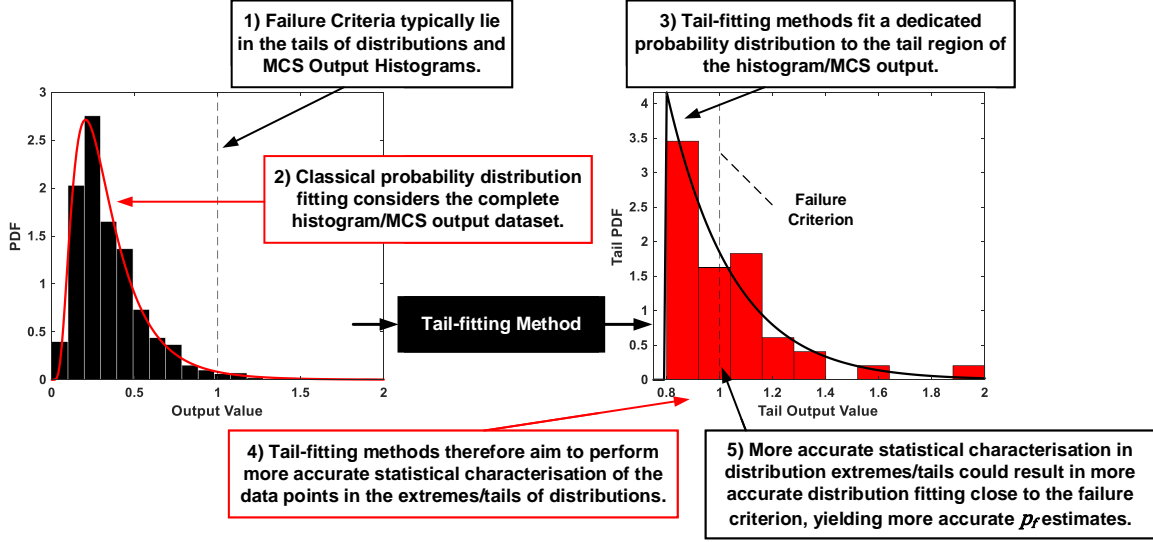 1) Failure Criteria typically lie
in the tails of distributions and
MCS Output Histograms.
3) Tail-fitting methods fit a dedicated
probability distribution to the tail region of
the histogram/MCS output.
3
2.5
2
1.5
1
0.5
0
PDF
0
0.5
1
1.5
2
Output Value
2) Classical probability distribution
fitting considers the complete
histogram/MCS output dataset.
Tail-fitting Method
4
3.5
3
2.5
2
1.5
1
0.5
0
Tail PDF
0.8
1
1.2
1.4
1.6
1.8
2
Tail Output Value
Failure
Criterion
4) Tail-fitting methods therefore aim to perform
more accurate statistical characterisation of the
data points in the extremes/tails of distributions.
5) More accurate statistical characterisation in
distribution extremes/tails could result in more
accurate distribution fitting close to the failure
criterion, yielding more accurate pf estimates.